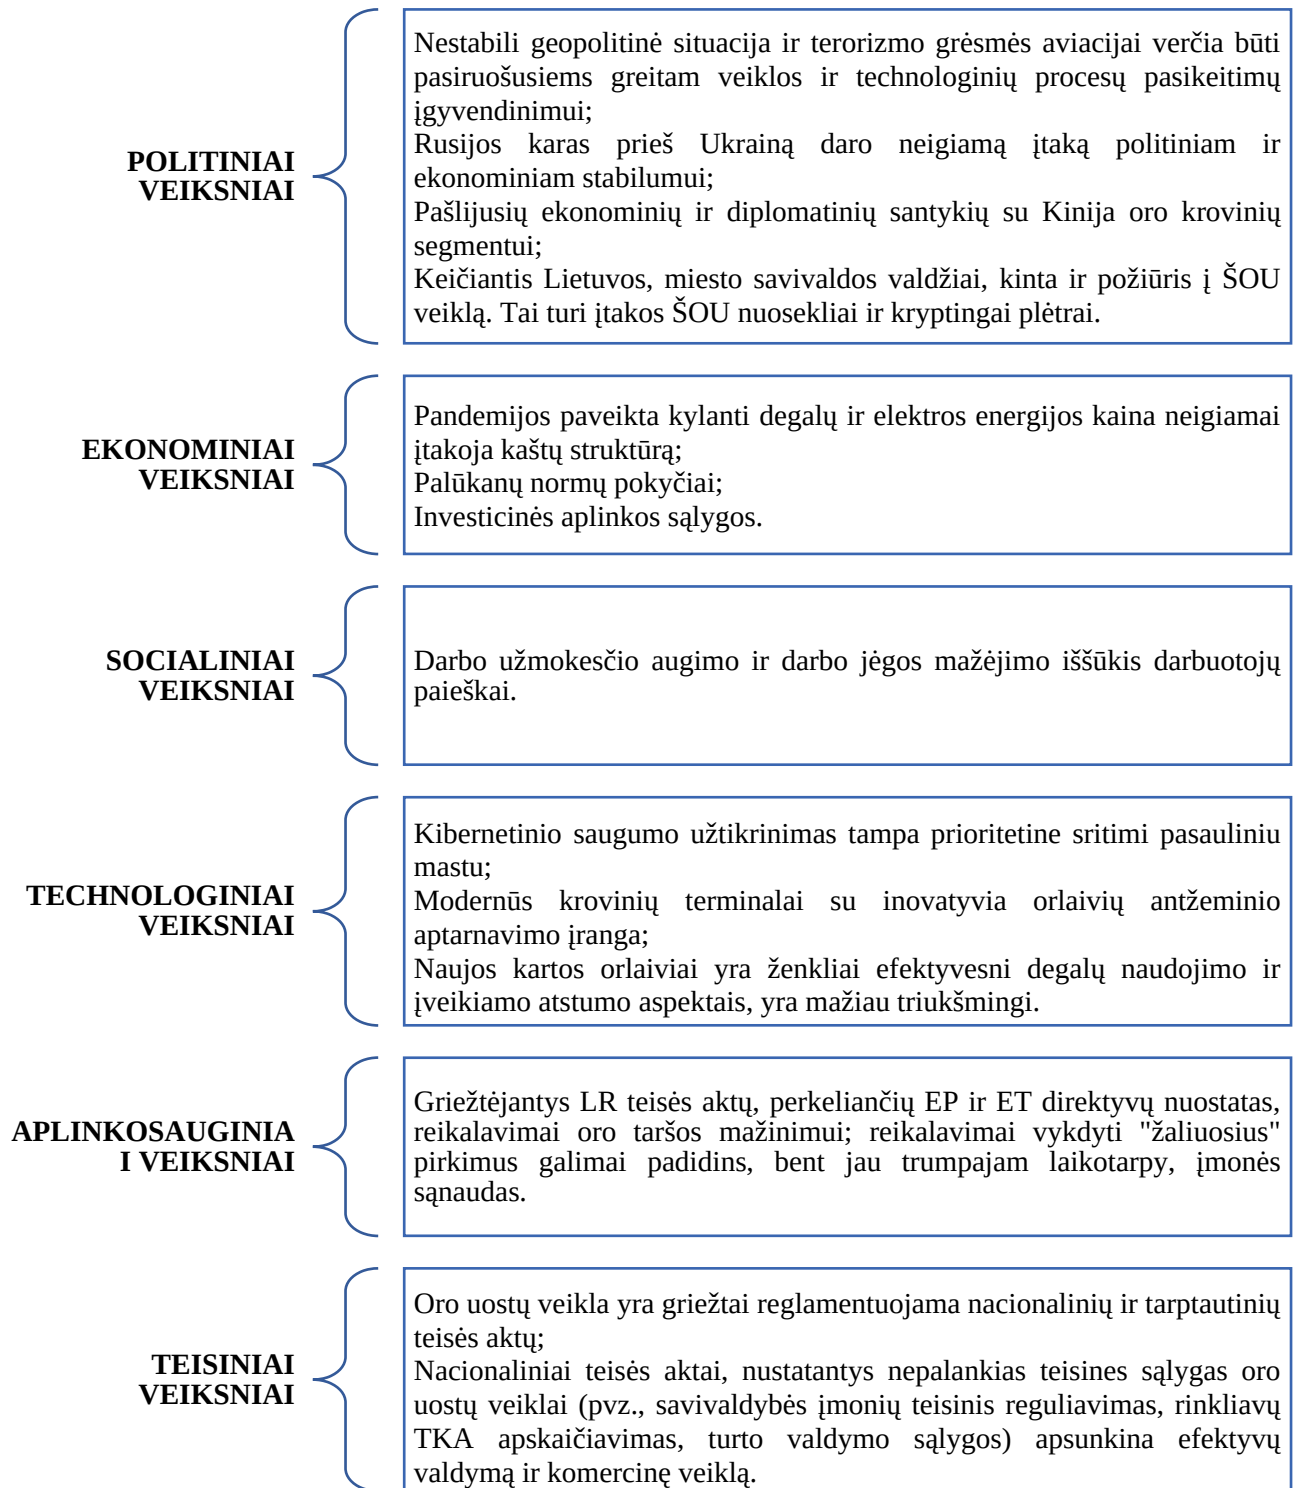 POLITINIAI
VEIKSNIAI
Nestabili geopolitinė situacija ir terorizmo grėsmės aviacijai verčia būti
pasiruošusiems greitam veiklos ir technologinių procesų pasikeitimų
įgyvendinimui;
Rusijos karas prieš Ukrainą daro neigiamą įtaką politiniam ir
ekonominiam stabilumui;
Pašlijusių ekonominių ir diplomatinių santykių su Kinija oro krovinių
segmentui;
Keičiantis Lietuvos, miesto savivaldos valdžiai, kinta ir požiūris į ŠOU
veiklą. Tai turi įtakos ŠOU nuosekliai ir kryptingai plėtrai.
EKONOMINIAI
VEIKSNIAI
Pandemijos paveikta kylanti degalų ir elektros energijos kaina neigiamai
įtakoja kaštų struktūrą;
Palūkanų normų pokyčiai;
Investicinės aplinkos sąlygos.
SOCIALINIAI
VEIKSNIAI
Darbo užmokesčio augimo ir darbo jėgos mažėjimo iššūkis darbuotojų
paieškai.
TECHNOLOGINIAI
VEIKSNIAI
Kibernetinio saugumo užtikrinimas tampa prioritetine sritimi pasauliniu
mastu;
Modernūs krovinių terminalai su inovatyvia orlaivių antžeminio
aptarnavimo įranga;
Naujos kartos orlaiviai yra ženkliai efektyvesni degalų naudojimo ir
įveikiamo atstumo aspektais, yra mažiau triukšmingi.
APLINKOSAUGINIA
I VEIKSNIAI
Griežtėjantys LR teisės aktų, perkeliančių EP ir ET direktyvų nuostatas,
reikalavimai oro taršos mažinimui; reikalavimai vykdyti "žaliuosius"
pirkimus galimai padidins, bent jau trumpajam laikotarpy, įmonės
sąnaudas.
TEISINIAI
VEIKSNIAI
Oro uostų veikla yra griežtai reglamentuojama nacionalinių ir tarptautinių
teisės aktų;
Nacionaliniai teisės aktai, nustatantys nepalankias teisines sąlygas oro
uostų veiklai (pvz., savivaldybės įmonių teisinis reguliavimas, rinkliavų
TKA apskaičiavimas, turto valdymo sąlygos) apsunkina efektyvų
valdymą ir komercinę veiklą.